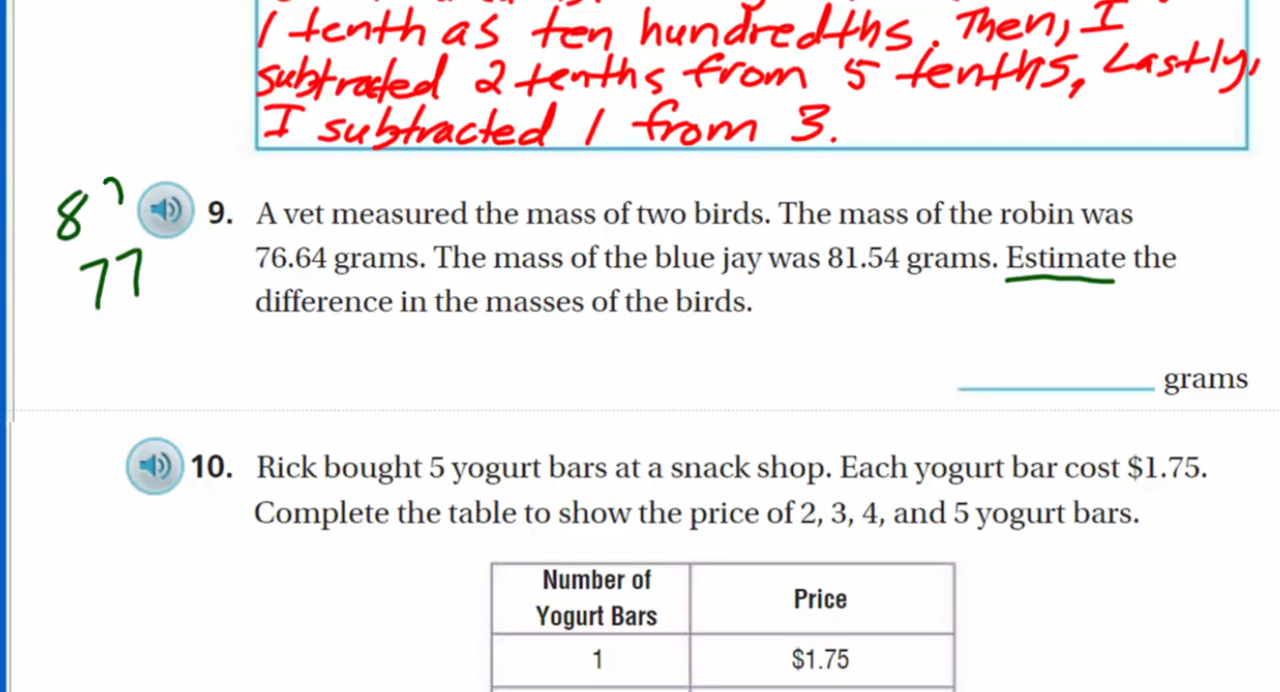 1 tenth as ten hundredths. Then, I
subtracted 2 tenths from 5 tenths, Lastly,
I subtracted 1 from 3.
8
77
9. A vet measured the mass of two birds. The mass of the robin was
76.64 grams. The mass of the blue jay was 81.54 grams. Estimate the
difference in the masses of the birds.
grams
10. Rick bought 5 yogurt bars at a snack shop. Each yogurt bar cost $1.75.
Complete the table to show the price of 2, 3, 4, and 5 yogurt bars.
Number of
Yogurt Bars
Price
1
$1.75